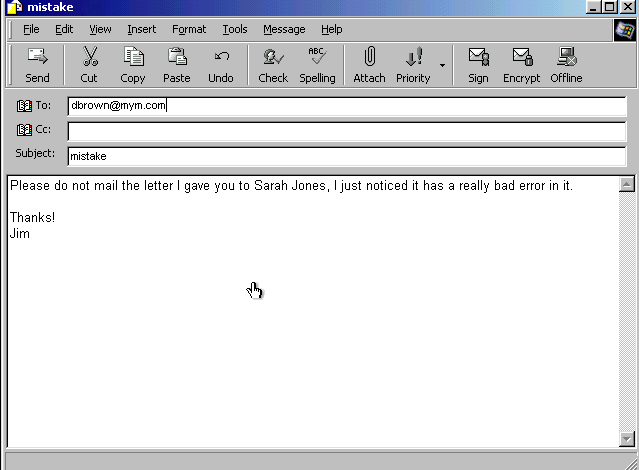 mistake
File Edit View Insert Format Tools Message Help
ABC
Send Cut Copy Paste Undo Check Spelling Attach Priority Sign Encrypt Offline
To: dbrown@mym.com
Cc:
Subject: mistake
Please do not mail the letter I gave you to Sarah Jones, I just noticed it has a really bad error in it.
Thanks!
Jim